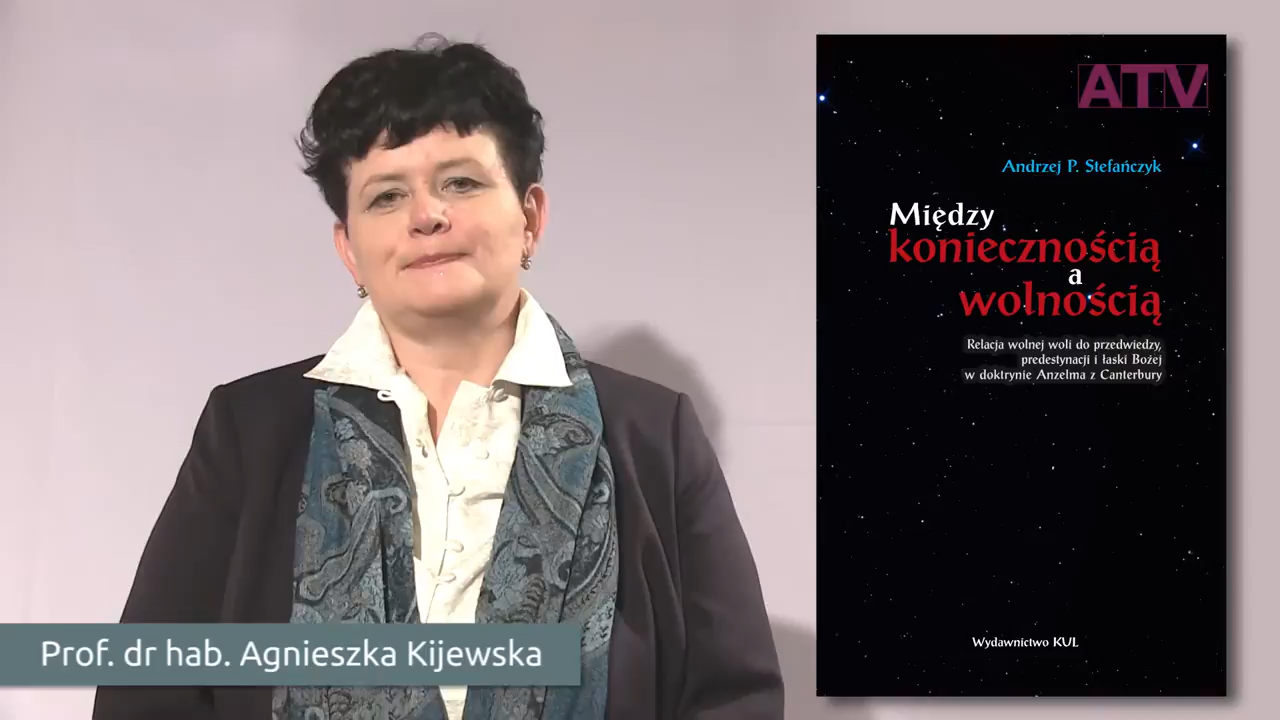 ATV
Andrzej P. Stefańczyk
Między
koniecznością
a
wolnością
Relacja wolnej woli do przedwiedzy,
predestynacji i łaski Bożej
w doktrynie Anzelma z Canterbury
Wydawnictwo KUL
Prof. dr hab. Agnieszka Kijewska